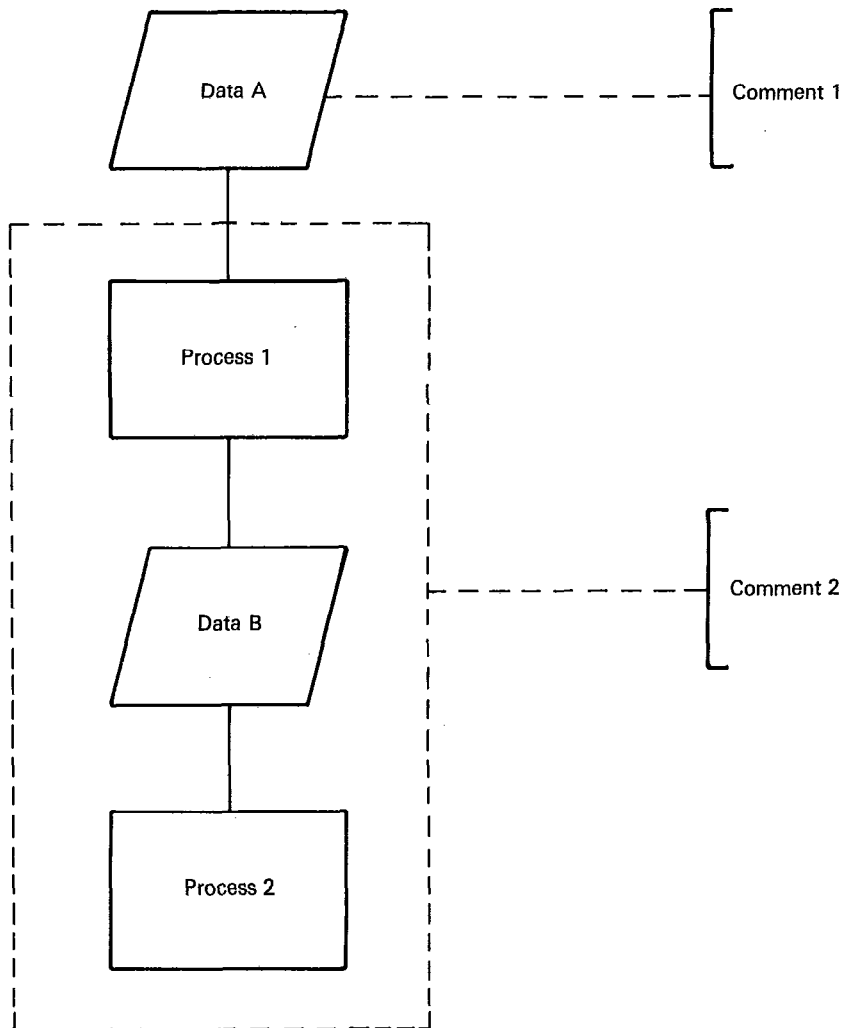 Data A
Comment 1
Process 1
Data B
Comment 2
Process 2